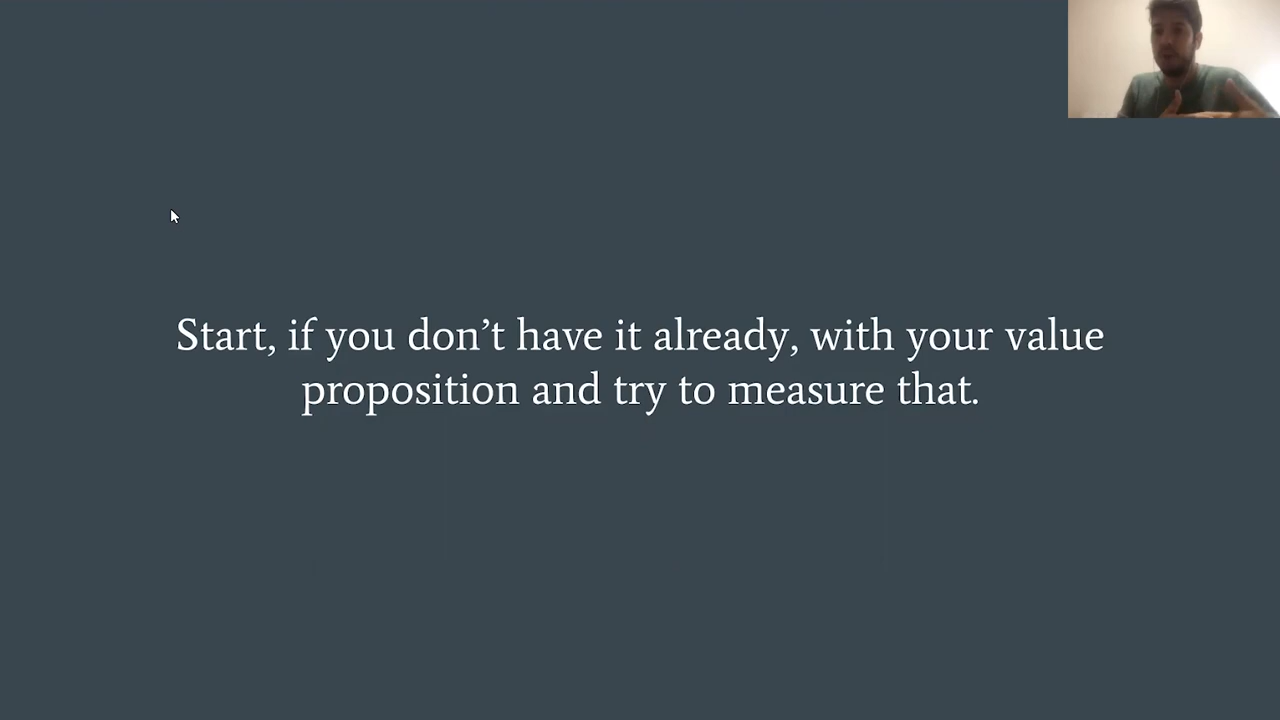 Start, if you don’t have it already, with your value
proposition and try to measure that.